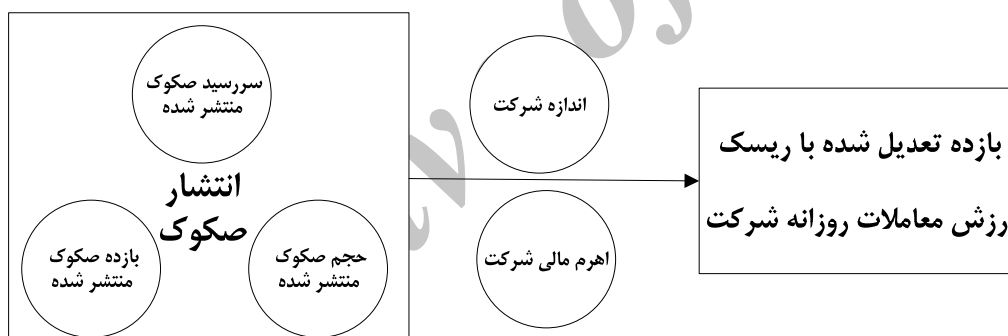 سررسید صکوک
منتشر شده
انتشار
صکوک
حجم صکوک
منتشر شده
بازده صکوک
منتشر شده
اندازه شرکت
اهرم مالی شرکت
بازده تعدیل شده با ریسک
رزش معاملات روزانه شرکت